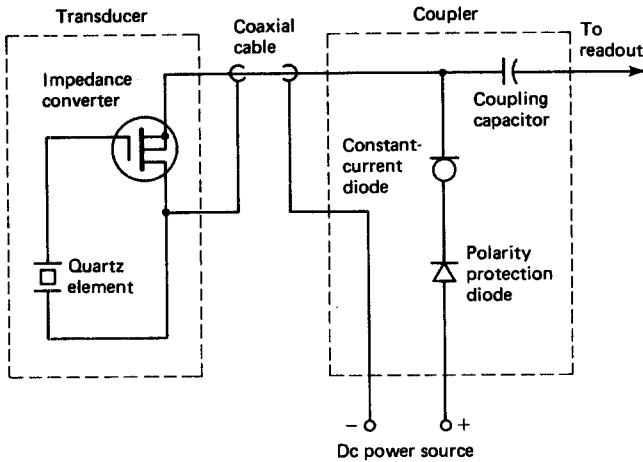 Transducer
Coaxial
cable
Coupler
To
readout
Impedance
converter
Coupling
capacitor
Constant-
current
diode
Quartz
element
Polarity
protection
diode
− +
Dc power source